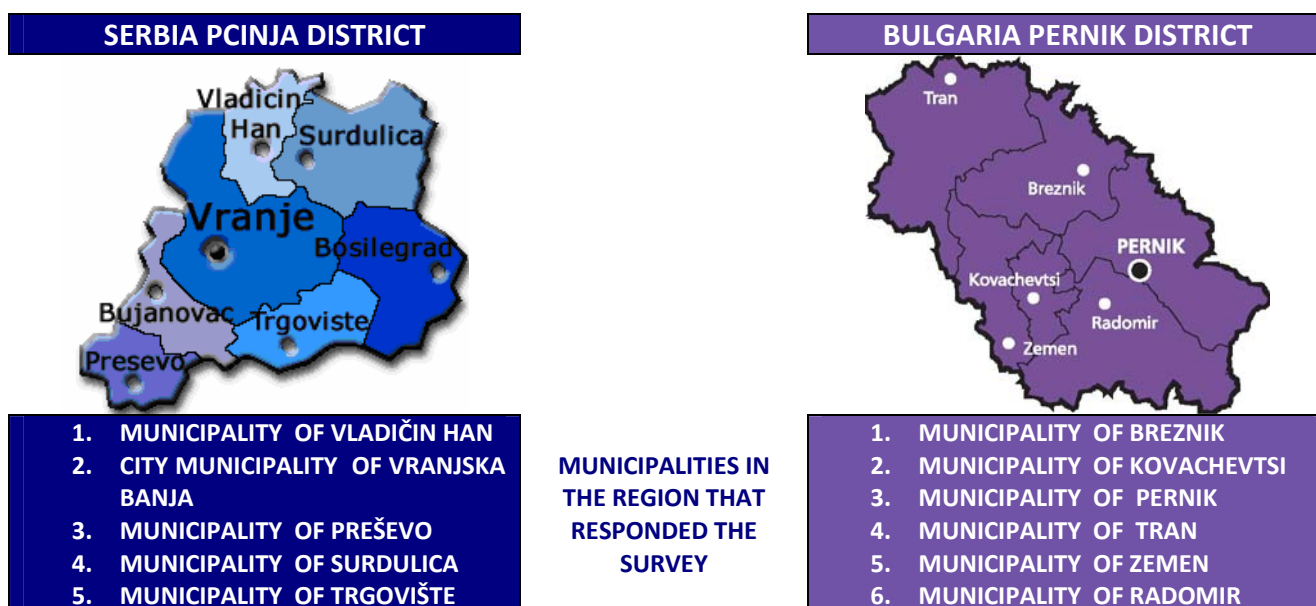 SERBIA PCINJA DISTRICT
Vladicin-
Han
Surdulica
Vranje
Bosilegrad
Bujanovac
Trgoviste
Presevo
1. MUNICIPALITY OF VLADIČIN HAN
2. CITY MUNICIPALITY OF VRANJSKA
BANJA
3. MUNICIPALITY OF PREŠEVO
4. MUNICIPALITY OF SURDULICA
5. MUNICIPALITY OF TRGOVIŠTE
MUNICIPALITIES IN
THE REGION THAT
RESPONDED THE
SURVEY
BULGARIA PERNIK DISTRICT
Tran
Breznik
PERNIK
Kovachevtsi
Radomir
Zemen
1. MUNICIPALITY OF BREZNIK
2. MUNICIPALITY OF KOVACHEVTSI
3. MUNICIPALITY OF PERNIK
4. MUNICIPALITY OF TRAN
5. MUNICIPALITY OF ZEMEN
6. MUNICIPALITY OF RADOMIR